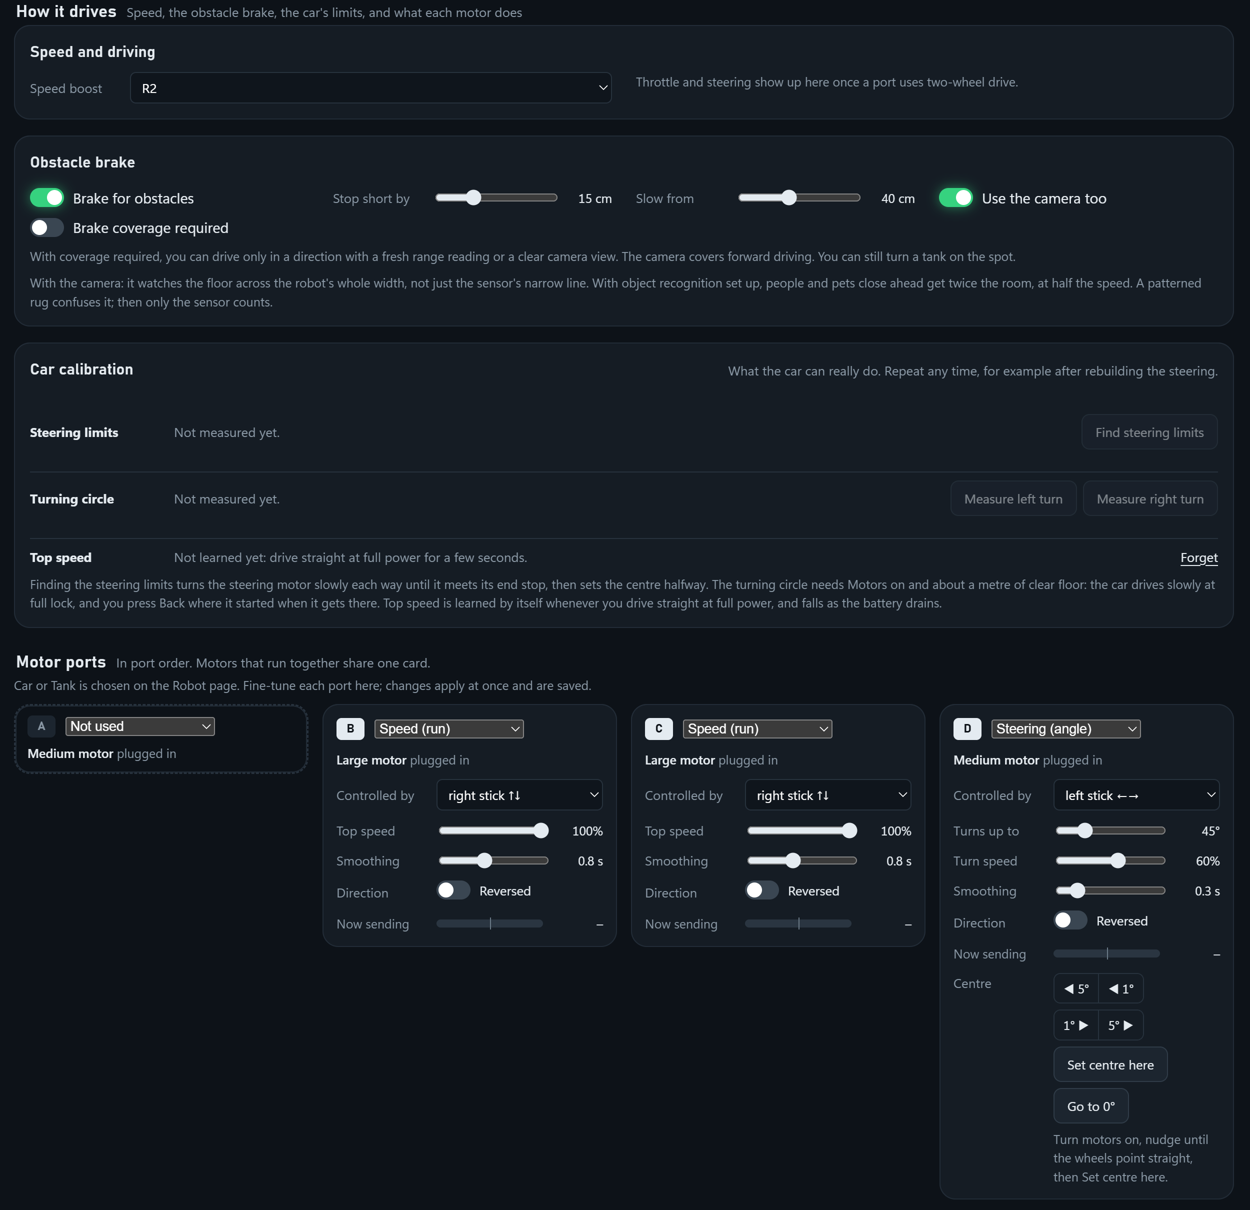 How it drives Speed, the obstacle brake, the car's limits, and what each motor does
Speed and driving
Speed boost R2 Throttle and steering show up here once a port uses two-wheel drive.
Obstacle brake
Brake for obstacles Stop short by 15 cm Slow from 40 cm Use the camera too
Brake coverage required
With coverage required, you can drive only in a direction with a fresh range reading or a clear camera view. The camera covers forward driving. You can still turn a tank on the spot.
With the camera: it watches the floor across the robot's whole width, not just the sensor's narrow line. With object recognition set up, people and pets close ahead get twice the room, at half the speed. A patterned
rug confuses it; then only the sensor counts.
Car calibration What the car can really do. Repeat any time, for example after rebuilding the steering.
Steering limits Not measured yet. Find steering limits
Turning circle Not measured yet. Measure left turn Measure right turn
Top speed Not learned yet: drive straight at full power for a few seconds. Forget
Finding the steering limits turns the steering motor slowly each way until it meets its end stop, then sets the centre halfway. The turning circle needs Motors on and about a metre of clear floor: the car drives slowly at
full lock, and you press Back where it started when it gets there. Top speed is learned by itself whenever you drive straight at full power, and falls as the battery drains.
Motor ports In port order. Motors that run together share one card.
Car or Tank is chosen on the Robot page. Fine-tune each port here; changes apply at once and are saved.
A Not used
Medium motor plugged in
B Speed (run)
Large motor plugged in
Controlled by right stick ↑↓
Top speed 100%
Smoothing 0.8 s
Direction Reversed
Now sending –
C Speed (run)
Large motor plugged in
Controlled by right stick ↑↓
Top speed 100%
Smoothing 0.8 s
Direction Reversed
Now sending –
D Steering (angle)
Medium motor plugged in
Controlled by left stick ←→
Turns up to 45°
Turn speed 60%
Smoothing 0.3 s
Direction Reversed
Now sending –
Centre ◀ 5° ◀ 1°
1° ▶ 5° ▶
Set centre here
Go to 0°
Turn motors on, nudge until
the wheels point straight,
then Set centre here.